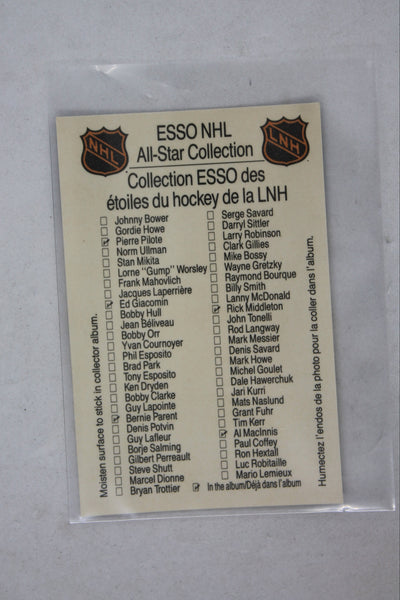 NHL
LNH
ESSO NHL
All-Star Collection
Collection ESSO des
étoiles du hockey de la LNH
Johnny Bower
Gordie Howe
Pierre Pilote
Norm Ullman
Stan Mikita
Lorne "Gump" Worsley
Frank Mahovlich
Jacques Laperrière
Ed Giacomin
Bobby Hull
Jean Béliveau
Bobby Orr
Yvan Cournoyer
Phil Esposito
Brad Park
Tony Esposito
Ken Dryden
Bobby Clarke
Guy Lapointe
Bernie Parent
Denis Potvin
Guy Lafleur
Borje Salming
Gilbert Perreault
Steve Shutt
Marcel Dionne
Bryan Trottier
Serge Savard
Darryl Sittler
Larry Robinson
Clark Gillies
Mike Bossy
Wayne Gretzky
Raymond Bourque
Billy Smith
Lanny McDonald
Rick Middleton
John Tonelli
Rod Langway
Mark Messier
Denis Savard
Mark Howe
Michel Goulet
Dale Hawerchuk
Jari Kurri
Mats Naslund
Grant Fuhr
Tim Kerr
Al MacInnis
Paul Coffey
Ron Hextall
Luc Robitaille
Mario Lemieux
In the album/Déjà dans l'album
Moisten surface to stick in collector album.
Humectez l'endos de la photo pour la coller dans l'album.